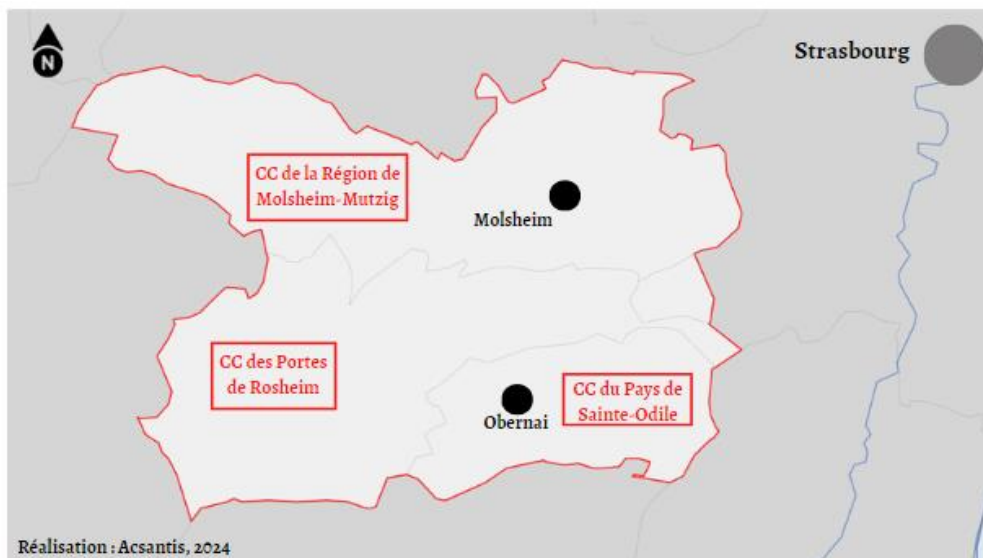 N
Strasbourg
CC de la Région de
Molsheim-Mutzig
Molsheim
CC des Portes
de Rosheim
CC du Pays de
Sainte-Odile
Obernai
Réalisation : Acsantis, 2024